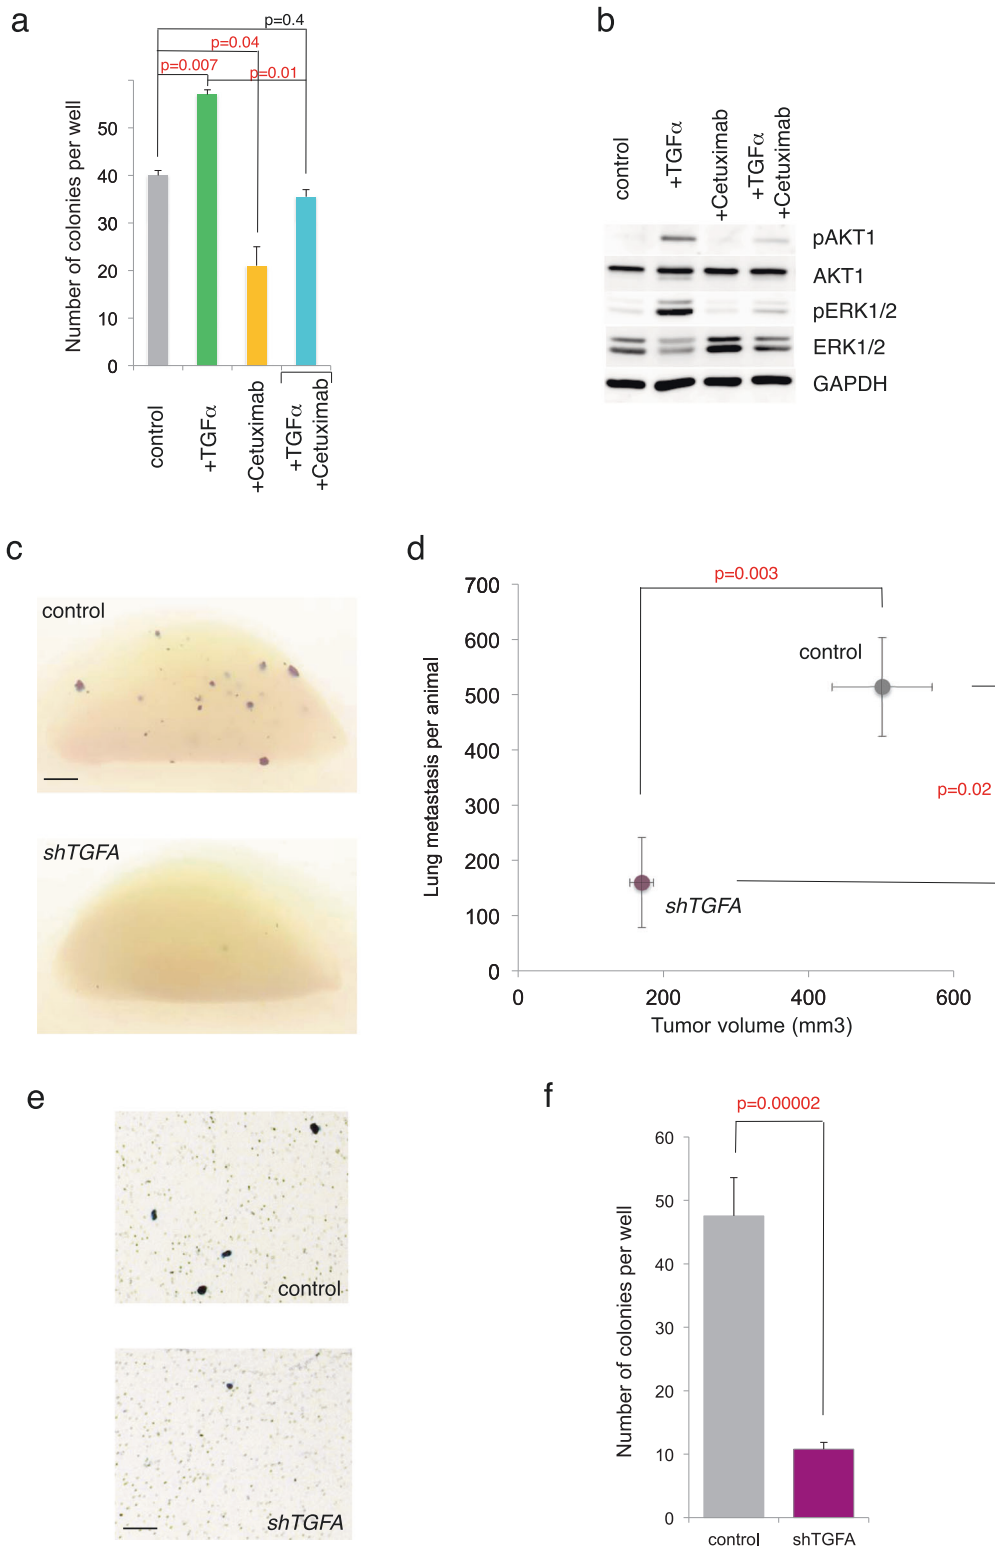 a
p=0.4
p=0.04
p=0.007
p=0.01
Number of colonies per well
50
40
30
20
10
0
control
+TGFα
+Cetuximab
+TGFα
+Cetuximab
b
control
+TGFα
+Cetuximab
+TGFα
+Cetuximab
pAKT1
AKT1
pERK1/2
ERK1/2
GAPDH
c
control
shTGFA
d
p=0.003
Lung metastasis per animal
700
600
500
400
300
200
100
0
control
p=0.02
shTGFA
0
200
400
600
Tumor volume (mm3)
e
control
shTGFA
f
p=0.00002
Number of colonies per well
60
50
40
30
20
10
0
control
shTGFA